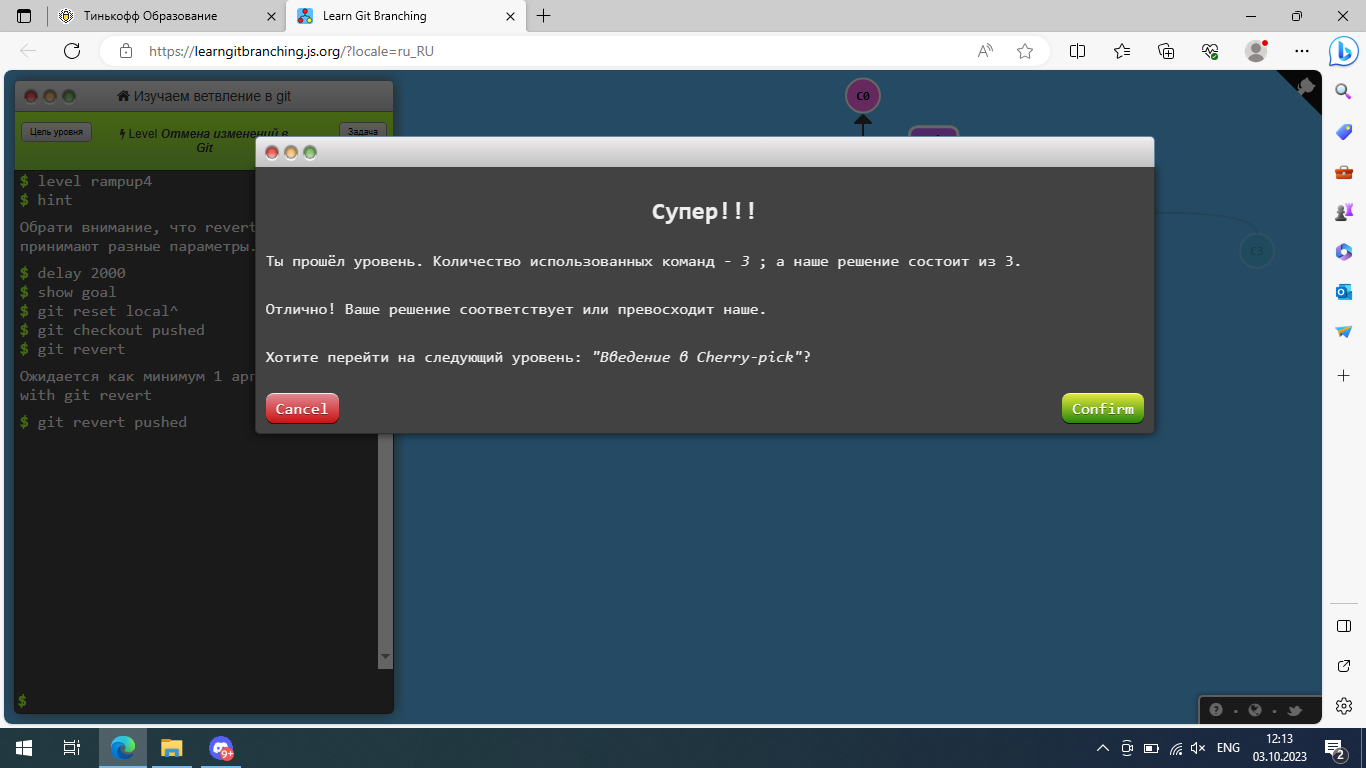 Тинькофф Образование
Learn Git Branching
https://learngitbranching.js.org/?locale=ru_RU
Изучаем ветвление в git
Цель уровня
Level Отмена изменений в
Git
Задача
C0
$ level rampup4
$ hint
Обрати внимание, что revert
принимают разные параметры.
$ delay 2000
$ show goal
$ git reset local^
$ git checkout pushed
$ git revert
Ожидается как минимум 1
with git revert
$ git revert pushed
$
Супер!!!
Ты прошёл уровень. Количество использованных команд - 3 ; а наше решение состоит из 3.
Отлично! Ваше решение соответствует или превосходит наше.
Хотите перейти на следующий уровень: "Введение в Cherry-pick"?
Cancel
Confirm
C3
9+
ENG
12:13
03.10.2023
2